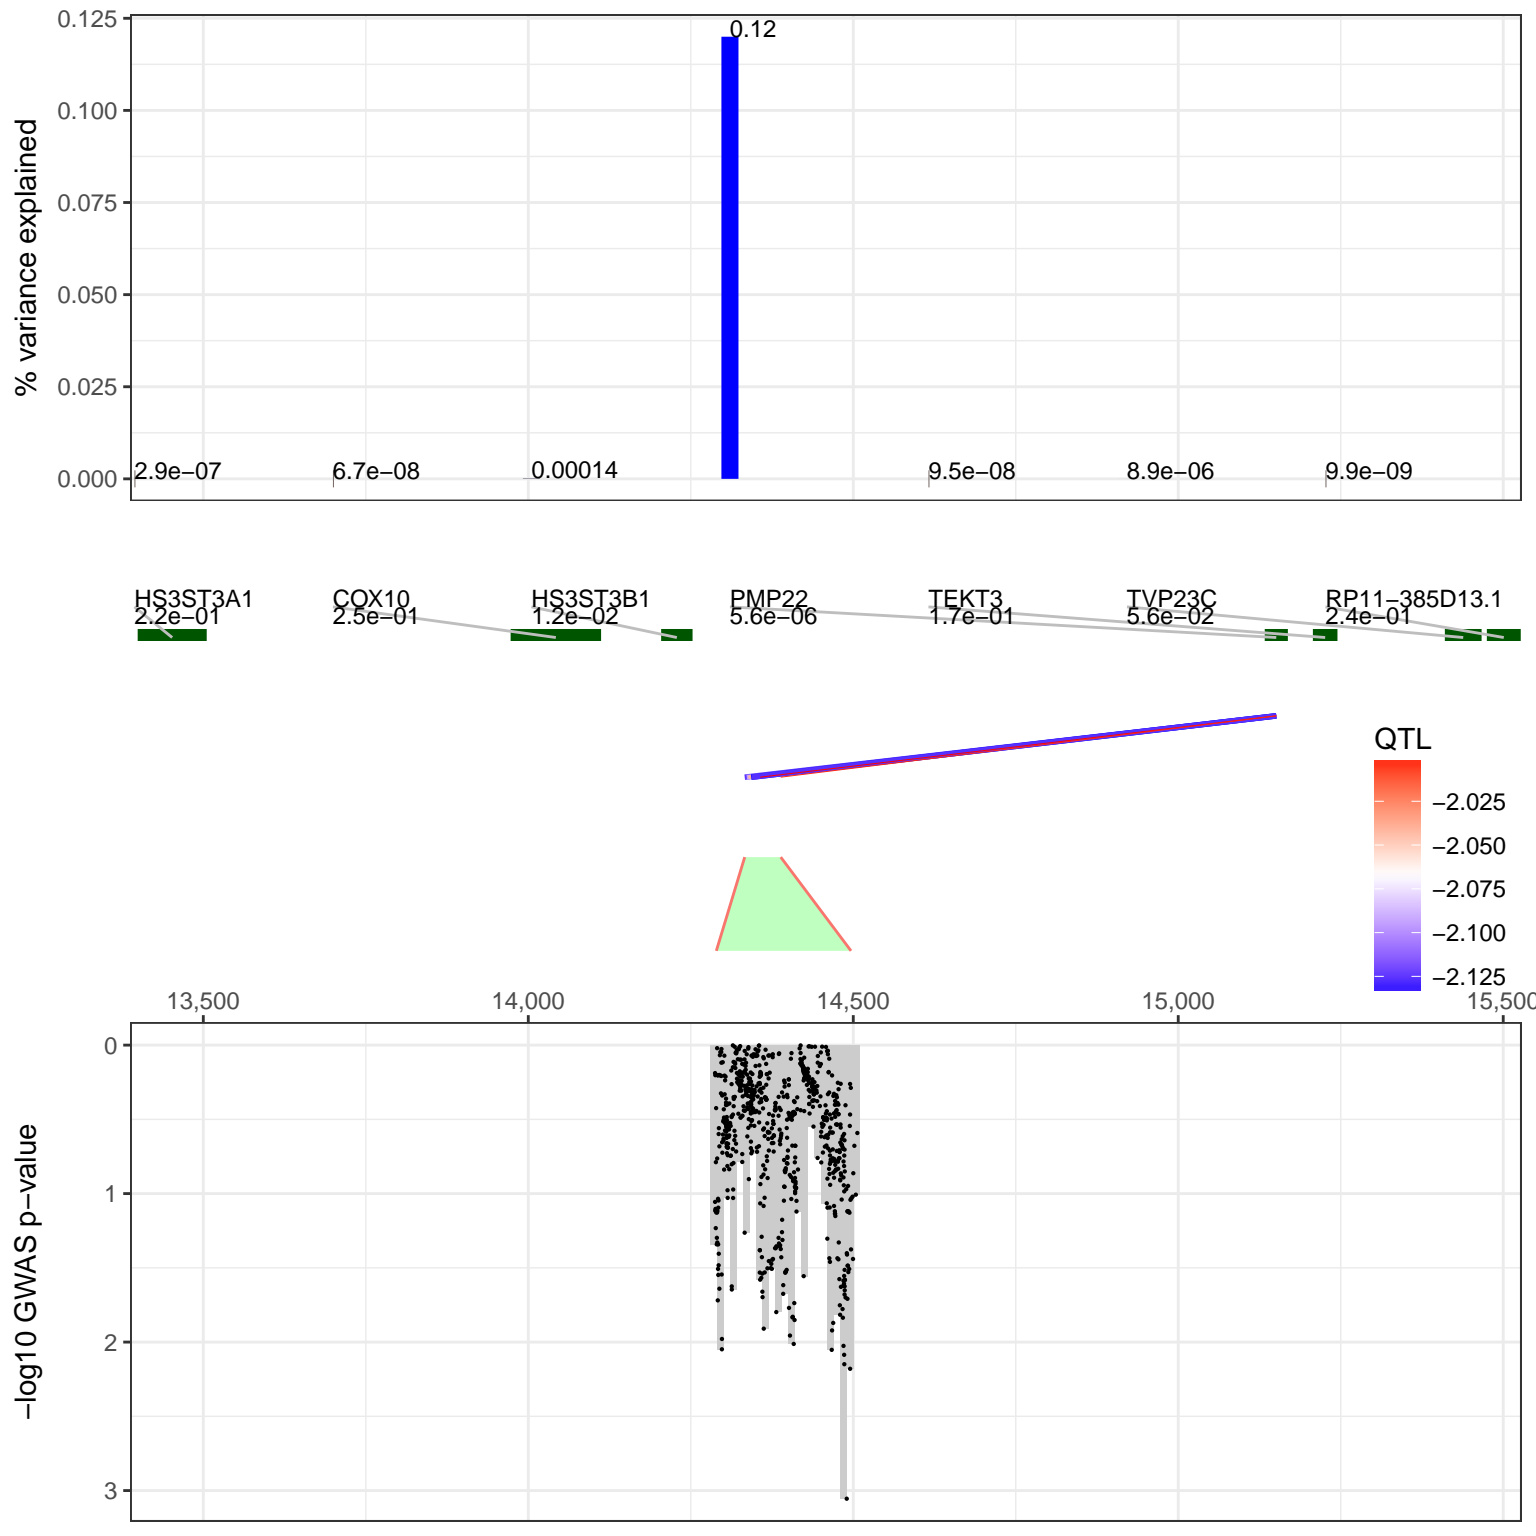 0.125
0.100
0.075
0.050
0.025
0.000
% variance explained
0.12
2.9e−07
6.7e−08
0.00014
9.5e−08
8.9e−06
9.9e−09
HS3ST3A1
2.2e−01
COX10
2.5e−01
HS3ST3B1
1.2e−02
PMP22
5.6e−06
TEKT3
1.7e−01
TVP23C
5.6e−02
RP11−385D13.1
2.4e−01
QTL
−2.025
−2.050
−2.075
−2.100
−2.125
13,500
14,000
14,500
15,000
15,500
0
1
2
3
−log10 GWAS p−value